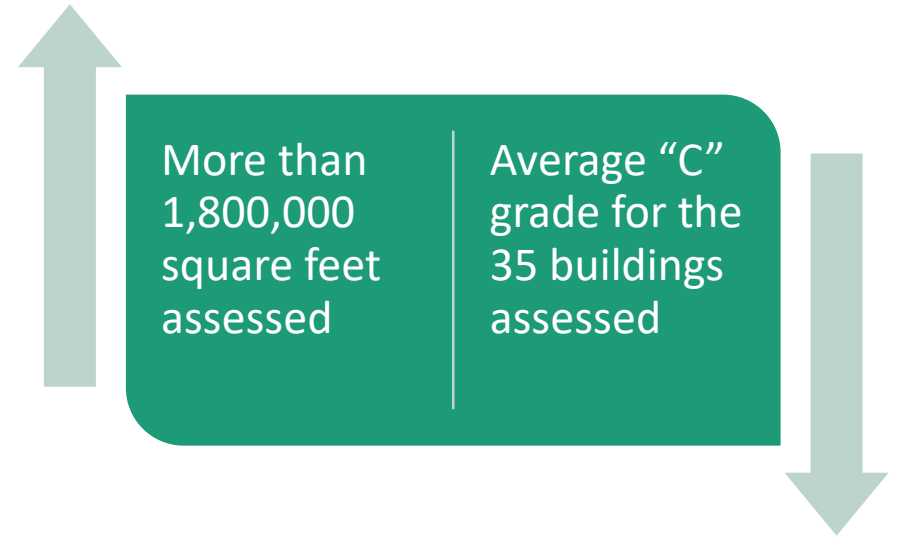 More than
1,800,000
square feet
assessed
Average “C”
grade for the
35 buildings
assessed